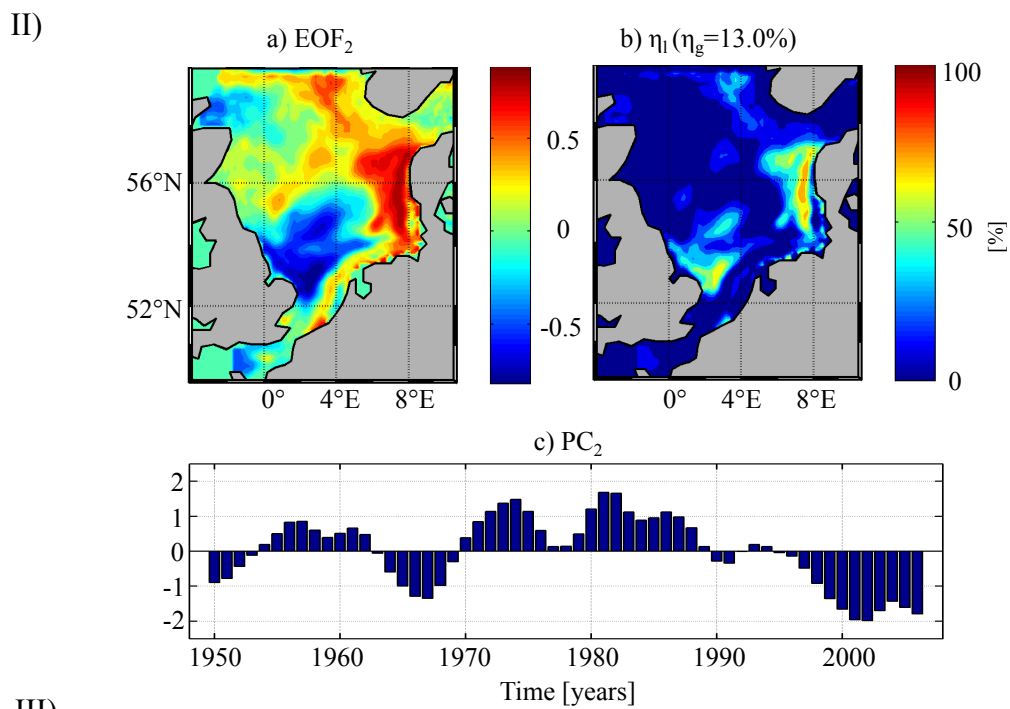 II)
a) EOF₂
b) ηₗ (η_g=13.0%)
0.5
0
-0.5
100
50
0
[%]
56°N
52°N
0° 4°E 8°E
0° 4°E 8°E
c) PC₂
2
1
0
-1
-2
1950 1960 1970 1980 1990 2000
Time [years]
III)